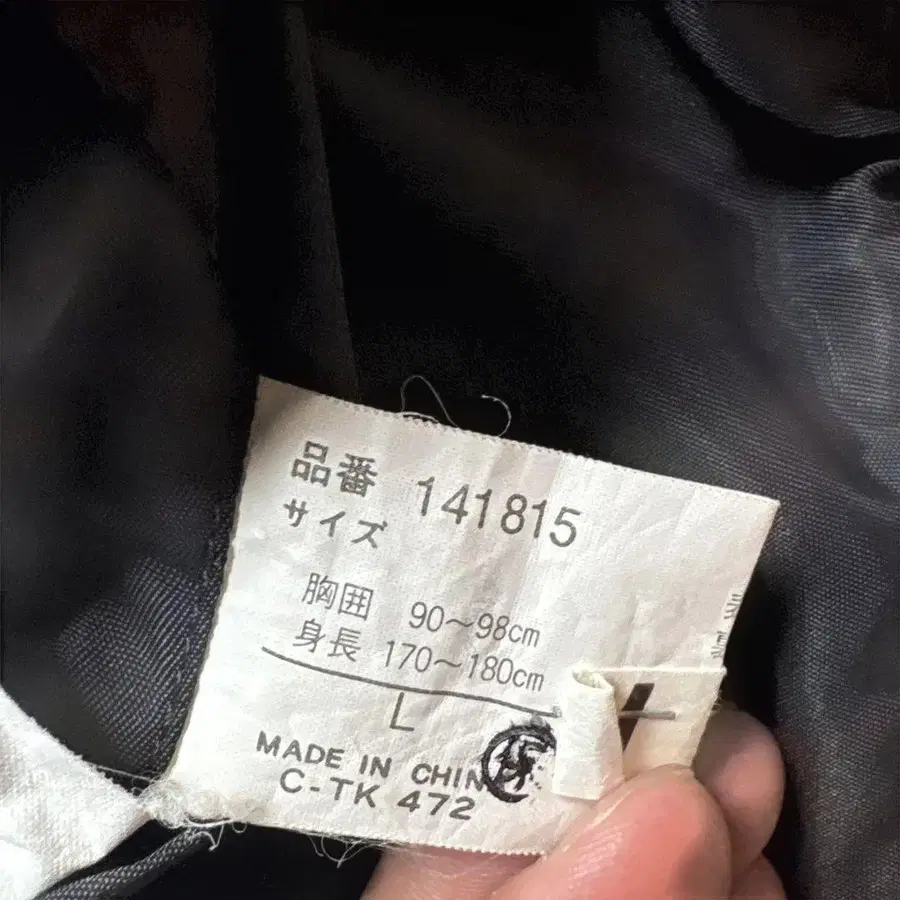 品番 141815
サイズ
胸囲 90～98cm
身長 170～180cm
L
MADE IN CHINA
C-TK 472